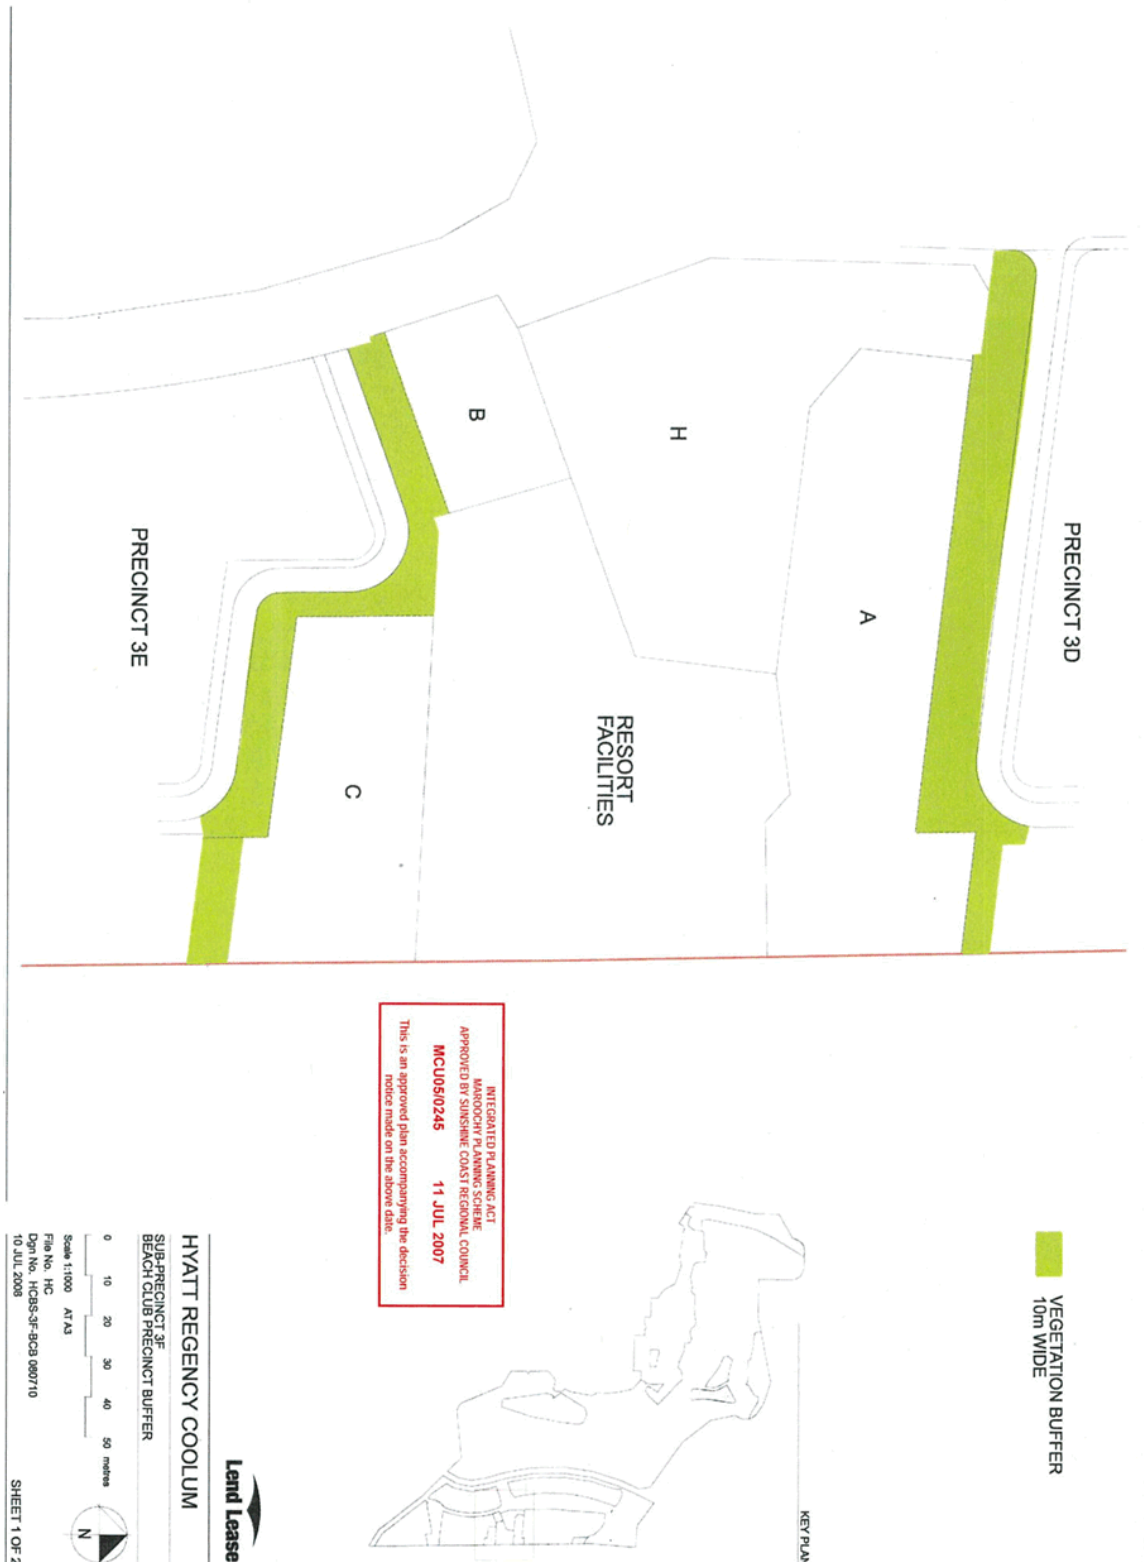 PRECINCT 3D
A
H
B
RESORT
FACILITIES
C
PRECINCT 3E
VEGETATION BUFFER
10m WIDE
KEY PLAN
INTEGRATED PLANNING ACT
MAROOCHY PLANNING SCHEME
APPROVED BY SUNSHINE COAST REGIONAL COUNCIL
MCU05/0245 11 JUL 2007
This is an approved plan accompanying the decision
notice made on the above date.
Lend Lease
HYATT REGENCY COOLUM
SUB-PRECINCT 3F
BEACH CLUB PRECINCT BUFFER
0 10 20 30 40 50 metres
Scale 1:1000 AT A3
File No. HC
Dgn No. HCBS-3F-BCB 080710
10 JUL 2008
N
SHEET 1 OF 2